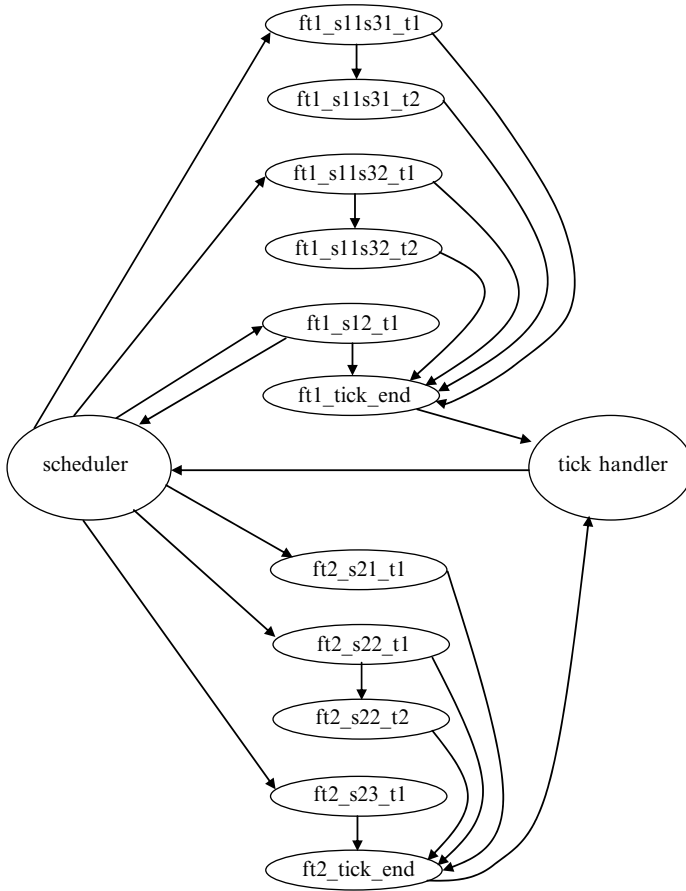 ft1_s11s31_t1
ft1_s11s31_t2
ft1_s11s32_t1
ft1_s11s32_t2
ft1_s12_t1
ft1_tick_end
scheduler
tick handler
ft2_s21_t1
ft2_s22_t1
ft2_s22_t2
ft2_s23_t1
ft2_tick_end